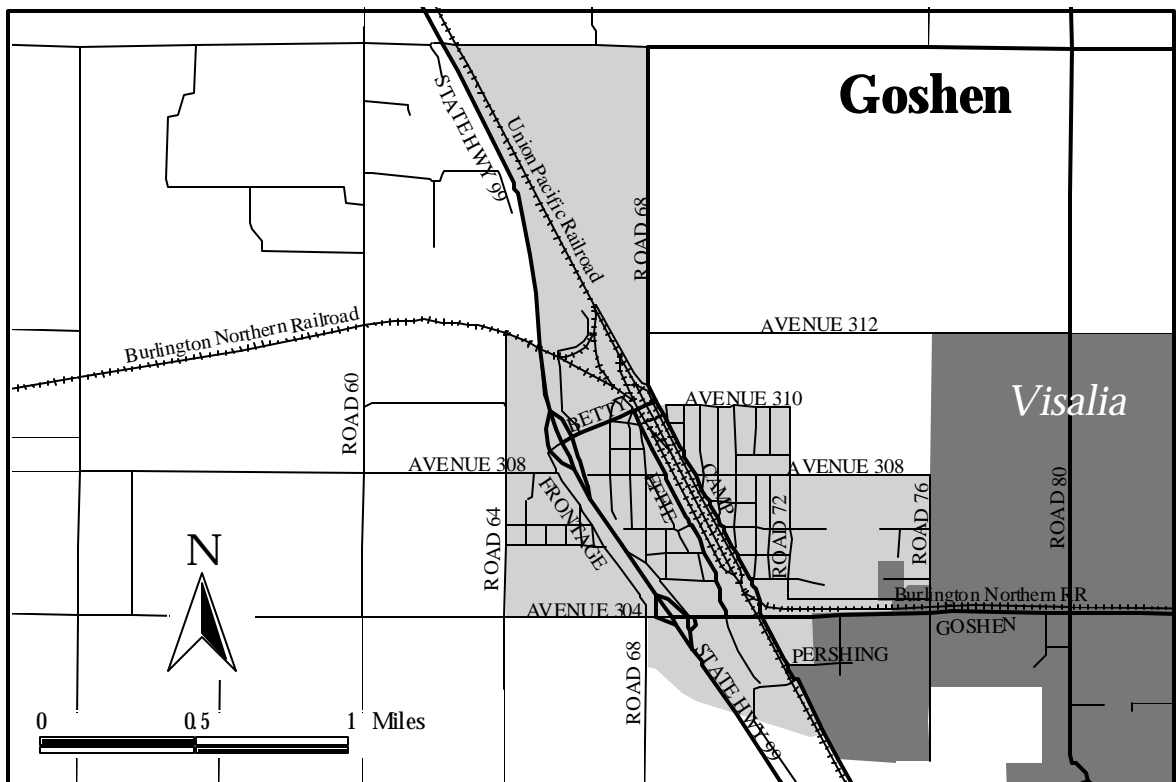 Goshen
STATE HWY 99
Union Pacific Railroad
ROAD 68
AVENUE 312
Burlington Northern Railroad
Visalia
ROAD 60
BETTY
AVENUE 310
AVENUE 308
AVENUE 308
EFFIE
CAMP
FRONTAGE
ROAD 64
ROAD 72
ROAD 76
ROAD 80
N
Burlington Northern RR
AVENUE 304
GOSHEN
PERSHING
ROAD 68
STATE HWY 99
0 0.5 1 Miles